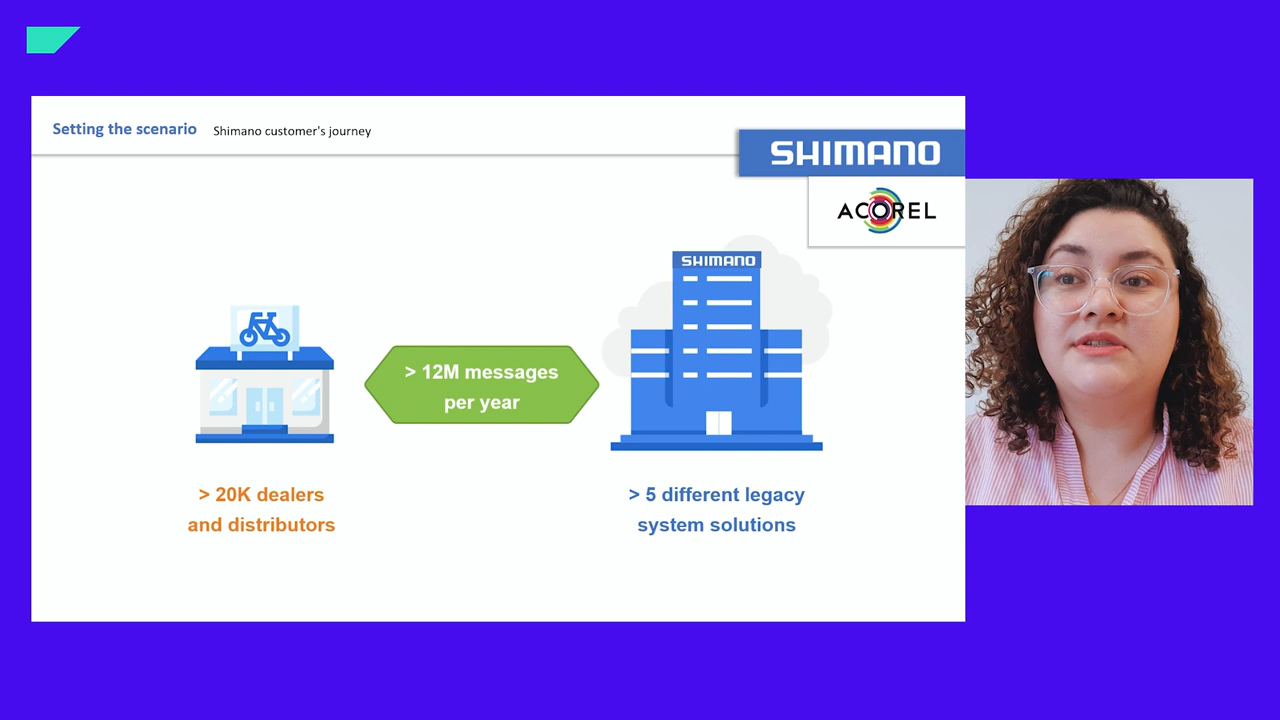 Setting the scenario Shimano customer's journey
SHIMANO
ACOREL
SHIMANO
> 12M messages
per year
> 20K dealers
and distributors
> 5 different legacy
system solutions